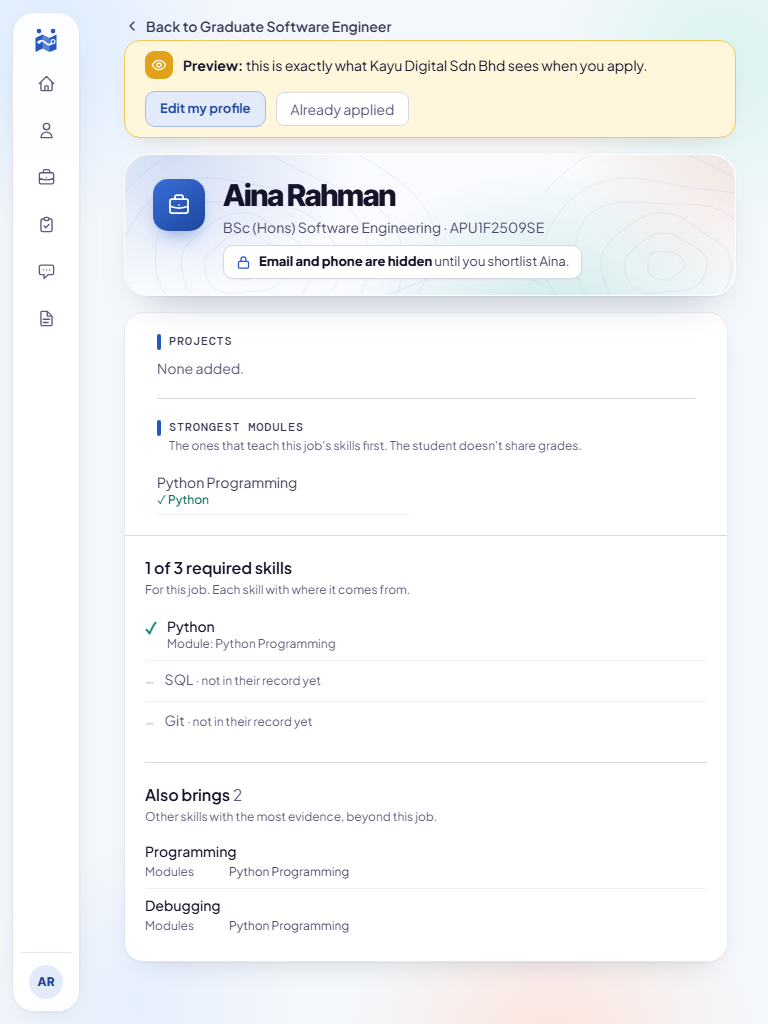 Back to Graduate Software Engineer
Preview: this is exactly what Kayu Digital Sdn Bhd sees when you apply.
Edit my profile
Already applied
Aina Rahman
BSc (Hons) Software Engineering · APU1F2509SE
Email and phone are hidden until you shortlist Aina.
PROJECTS
None added.
STRONGEST MODULES
The ones that teach this job's skills first. The student doesn't share grades.
Python Programming
✓ Python
1 of 3 required skills
For this job. Each skill with where it comes from.
✓ Python
Module: Python Programming
– SQL · not in their record yet
– Git · not in their record yet
Also brings 2
Other skills with the most evidence, beyond this job.
Programming
Modules Python Programming
Debugging
Modules Python Programming
AR